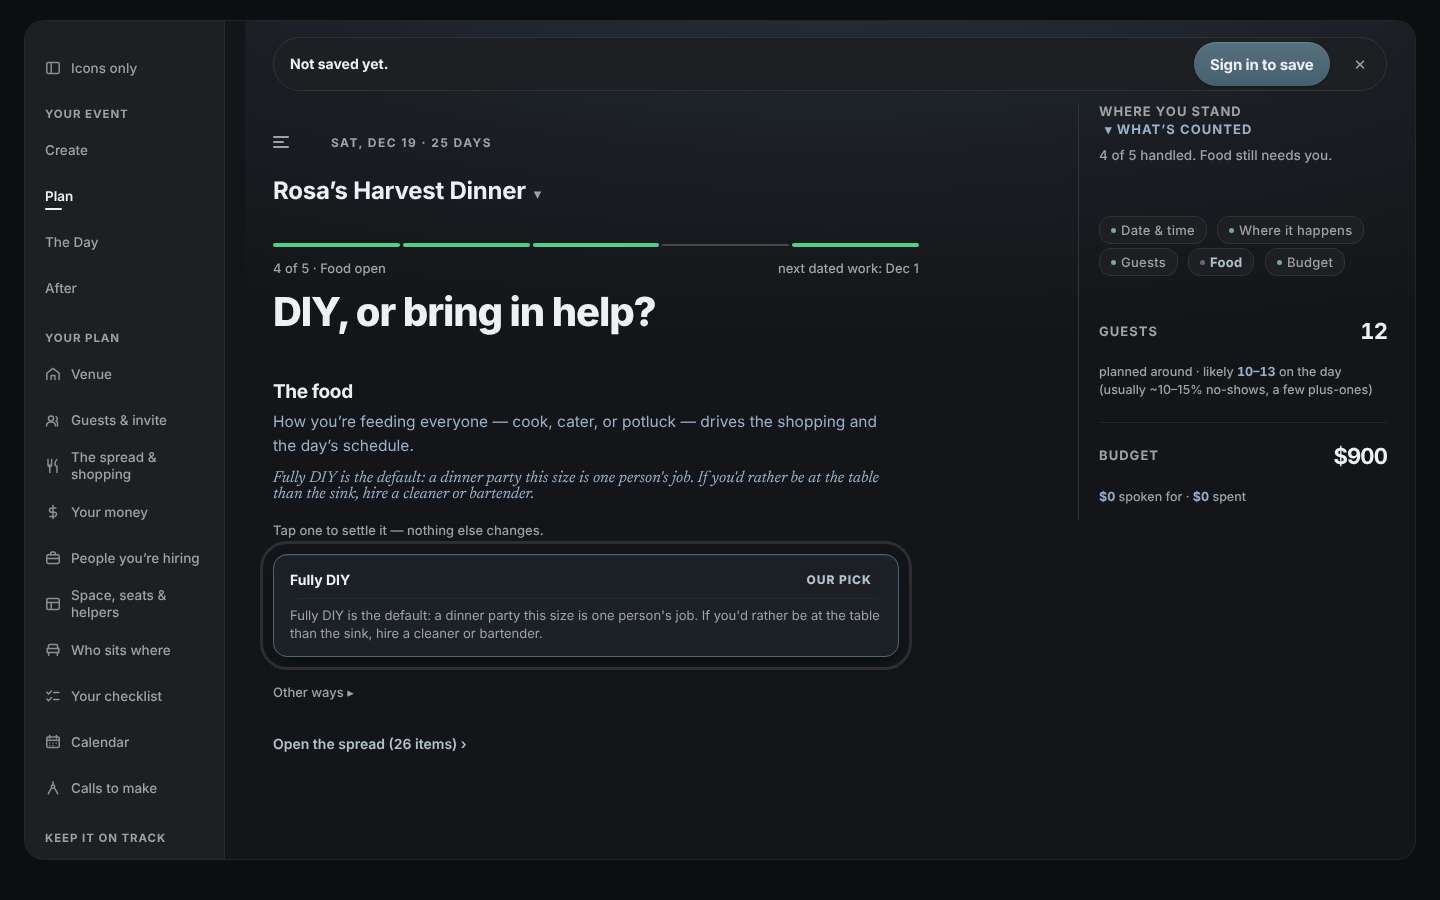 Icons only
YOUR EVENT
Create
Plan
The Day
After
YOUR PLAN
Venue
Guests & invite
The spread &
shopping
Your money
People you’re hiring
Space, seats &
helpers
Who sits where
Your checklist
Calendar
Calls to make
KEEP IT ON TRACK
Not saved yet.
Sign in to save
×
SAT, DEC 19 · 25 DAYS
Rosa’s Harvest Dinner ▾
4 of 5 · Food open
next dated work: Dec 1
DIY, or bring in help?
The food
How you’re feeding everyone — cook, cater, or potluck — drives the shopping and
the day’s schedule.
Fully DIY is the default: a dinner party this size is one person's job. If you'd rather be at the table
than the sink, hire a cleaner or bartender.
Tap one to settle it — nothing else changes.
Fully DIY
OUR PICK
Fully DIY is the default: a dinner party this size is one person's job. If you'd rather be at the table
than the sink, hire a cleaner or bartender.
Other ways ▸
Open the spread (26 items) ›
WHERE YOU STAND
▾ WHAT’S COUNTED
4 of 5 handled. Food still needs you.
Date & time
Where it happens
Guests
Food
Budget
GUESTS
12
planned around · likely 10–13 on the day
(usually ~10–15% no-shows, a few plus-ones)
BUDGET
$900
$0 spoken for · $0 spent